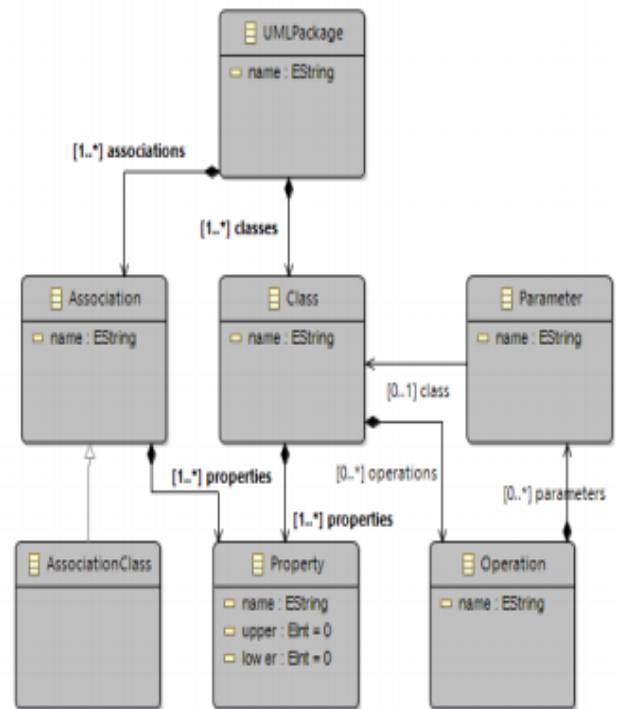 UMLPackage
name : EString
[1..*] associations
[1..*] classes
Association
name : EString
Class
name : EString
Parameter
name : EString
[0..1] class
[1..*] properties
[0..*] operations
[0..*] parameters
[1..*] properties
AssociationClass
Property
name : EString
upper : EInt = 0
lower : EInt = 0
Operation
name : EString